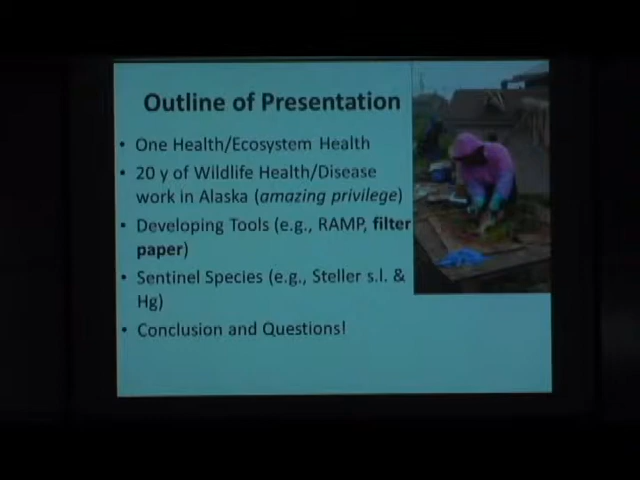 Outline of Presentation
• One Health/Ecosystem Health
• 20 y of Wildlife Health/Disease
work in Alaska (amazing privilege)
• Developing Tools (e.g., RAMP, filter
paper)
• Sentinel Species (e.g., Steller s.l. &
Hg)
• Conclusion and Questions!